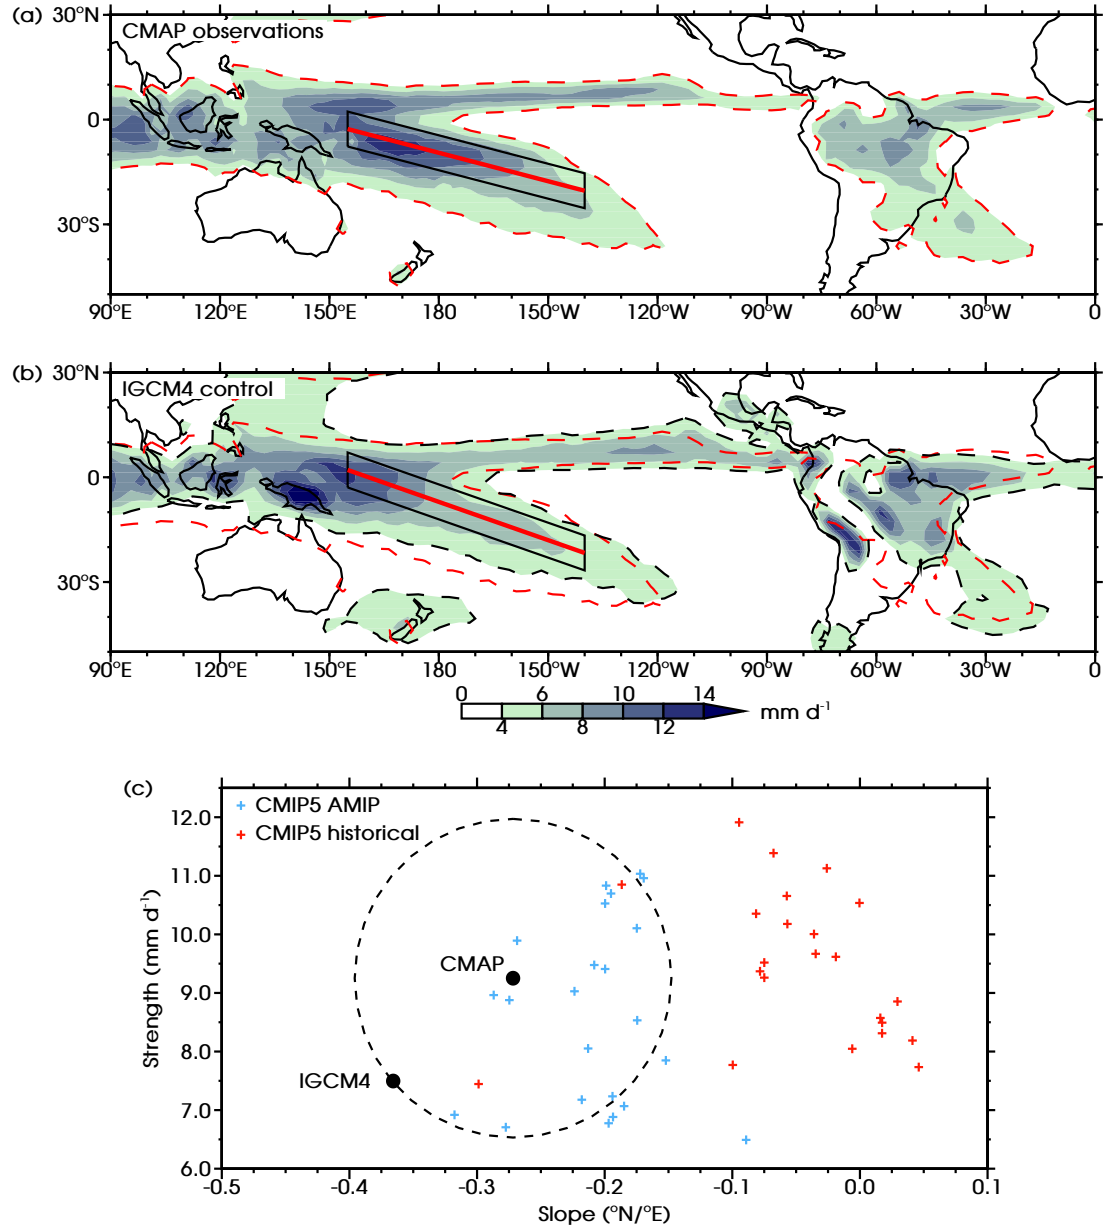 (a)
30°N
0
30°S
CMAP observations
90°E 120°E 150°E 180°E 150°W 120°W 90°W 60°W 30°W 0
(b)
30°N
0
30°S
IGCM4 control
90°E 120°E 150°E 180°E 150°W 120°W 90°W 60°W 30°W 0
0 6 10 14
4 8 12
mm d⁻¹
(c)
CMIP5 AMIP
CMIP5 historical
CMAP
IGCM4
12.0
11.0
10.0
9.0
8.0
7.0
6.0
Strength (mm d⁻¹)
-0.5 -0.4 -0.3 -0.2 -0.1 0.0 0.1
Slope (°N/°E)